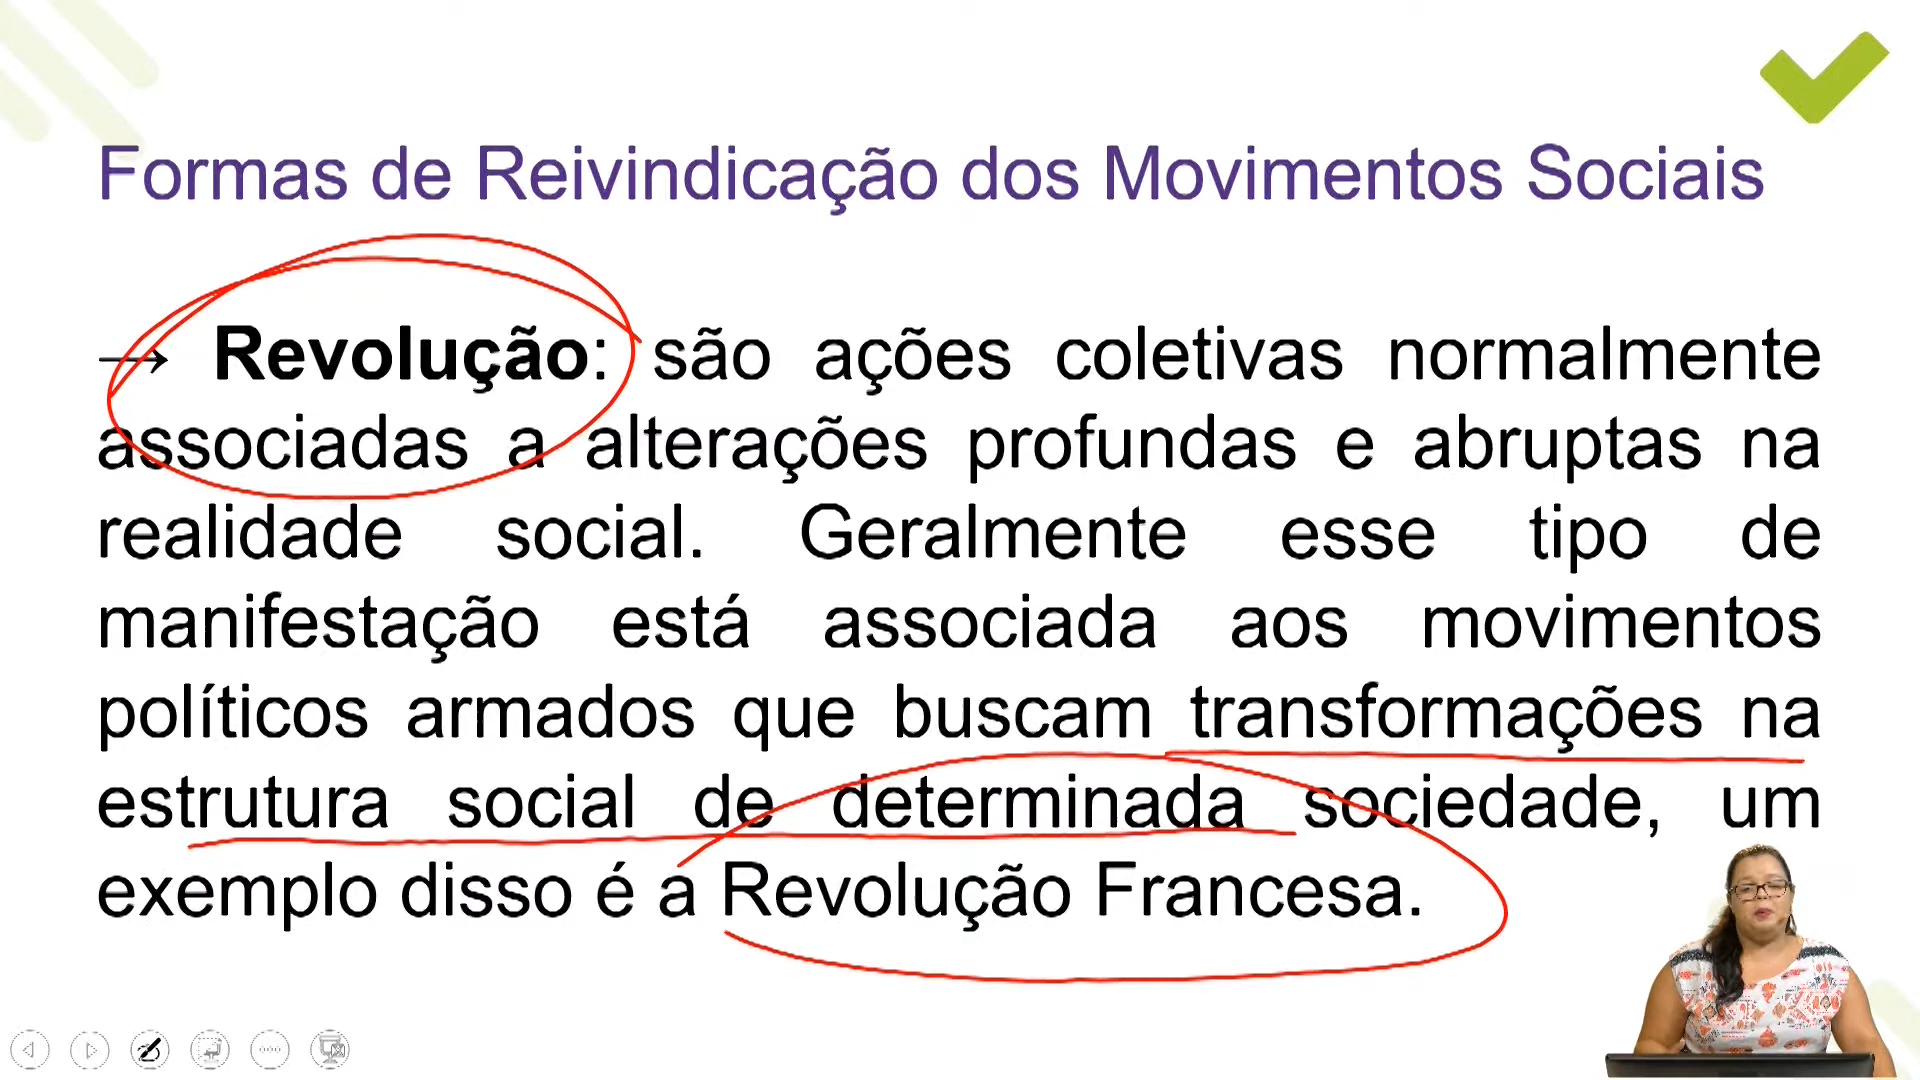 Formas de Reivindicação dos Movimentos Sociais
→ Revolução: são ações coletivas normalmente
associadas a alterações profundas e abruptas na
realidade social. Geralmente esse tipo de
manifestação está associada aos movimentos
políticos armados que buscam transformações na
estrutura social de determinada sociedade, um
exemplo disso é a Revolução Francesa.